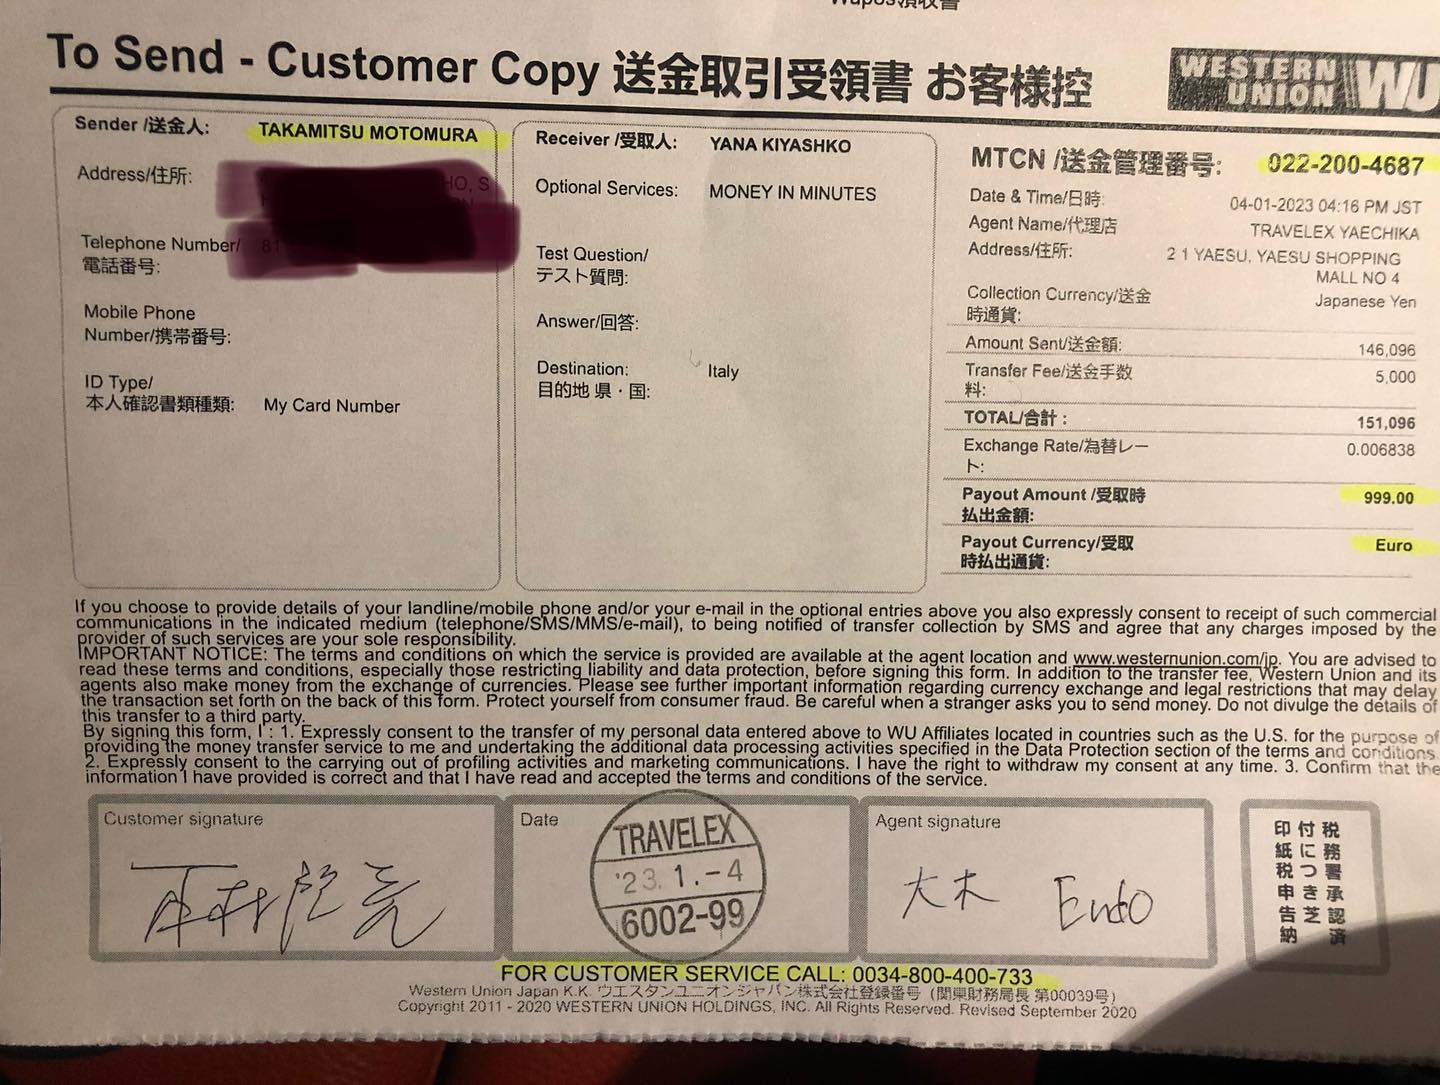 To Send - Customer Copy 送金取引受領書 お客様控
WESTERN UNION WU
Sender /送金人: TAKAMITSU MOTOMURA
Address/住所:
Telephone Number/ 81
電話番号:
Mobile Phone
Number/携帯番号:
ID Type/
本人確認書類種類: My Card Number
Receiver /受取人: YANA KIYASHKO
Optional Services: MONEY IN MINUTES
Test Question/
テスト質問:
Answer/回答:
Destination: Italy
目的地 県・国:
MTCN /送金管理番号: 022-200-4687
Date & Time/日時: 04-01-2023 04:16 PM JST
Agent Name/代理店 TRAVELEX YAECHIKA
Address/住所: 2 1 YAESU, YAESU SHOPPING
MALL NO 4
Collection Currency/送金 Japanese Yen
時通貨:
Amount Sent/送金額: 146,096
Transfer Fee/送金手数 5,000
料:
TOTAL/合計 : 151,096
Exchange Rate/為替レー 0.006838
ト:
Payout Amount /受取時 999.00
払出金額:
Payout Currency/受取 Euro
時払出通貨:
If you choose to provide details of your landline/mobile phone and/or your e-mail in the optional entries above you also expressly consent to receipt of such commercial
communications in the indicated medium (telephone/SMS/MMS/e-mail), to being notified of transfer collection by SMS and agree that any charges imposed by the
provider of such services are your sole responsibility.
IMPORTANT NOTICE: The terms and conditions on which the service is provided are available at the agent location and www.westernunion.com/jp. You are advised to
read these terms and conditions, especially those restricting liability and data protection, before signing this form. In addition to the transfer fee, Western Union and its
agents also make money from the exchange of currencies. Please see further important information regarding currency exchange and legal restrictions that may delay
the transaction set forth on the back of this form. Protect yourself from consumer fraud. Be careful when a stranger asks you to send money. Do not divulge the details of
this transfer to a third party.
By signing this form, I : 1. Expressly consent to the transfer of my personal data entered above to WU Affiliates located in countries such as the U.S. for the purpose of
providing the money transfer service to me and undertaking the additional data processing activities specified in the Data Protection section of the terms and conditions.
2. Expressly consent to the carrying out of profiling activities and marketing communications. I have the right to withdraw my consent at any time. 3. Confirm that the
information I have provided is correct and that I have read and accepted the terms and conditions of the service.
Customer signature
本村隆亮
Date
TRAVELEX
'23. 1. -4
6002-99
Agent signature
大木 Endo
印紙税申告納
付につき芝
税務署承認済
FOR CUSTOMER SERVICE CALL: 0034-800-400-733
Western Union Japan K.K. ウエスタンユニオンジャパン株式会社登録番号 (関東財務局長 第00039号)
Copyright 2011 - 2020 WESTERN UNION HOLDINGS, INC. All Rights Reserved. Revised September 2020